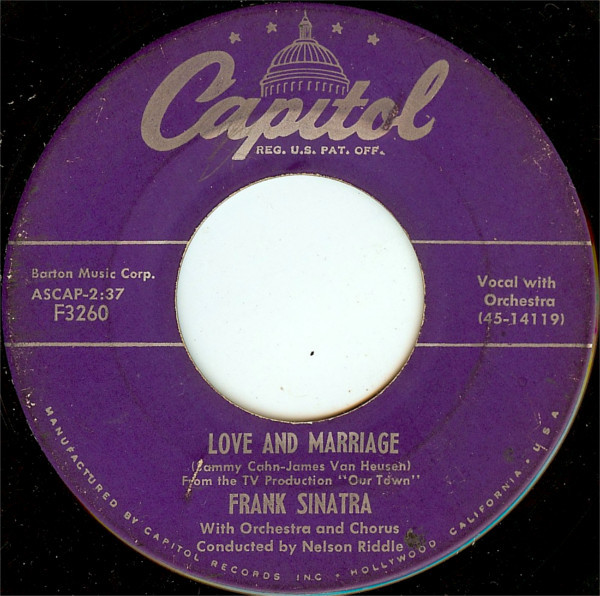 Capitol
REG. U.S. PAT. OFF.
Barton Music Corp.
ASCAP-2:37
F3260
Vocal with
Orchestra
(45-14119)
LOVE AND MARRIAGE
(Sammy Cahn-James Van Heusen)
From the TV Production "Our Town"
FRANK SINATRA
With Orchestra and Chorus
Conducted by Nelson Riddle
MANUFACTURED BY CAPITOL RECORDS INC • HOLLYWOOD CALIFORNIA • USA